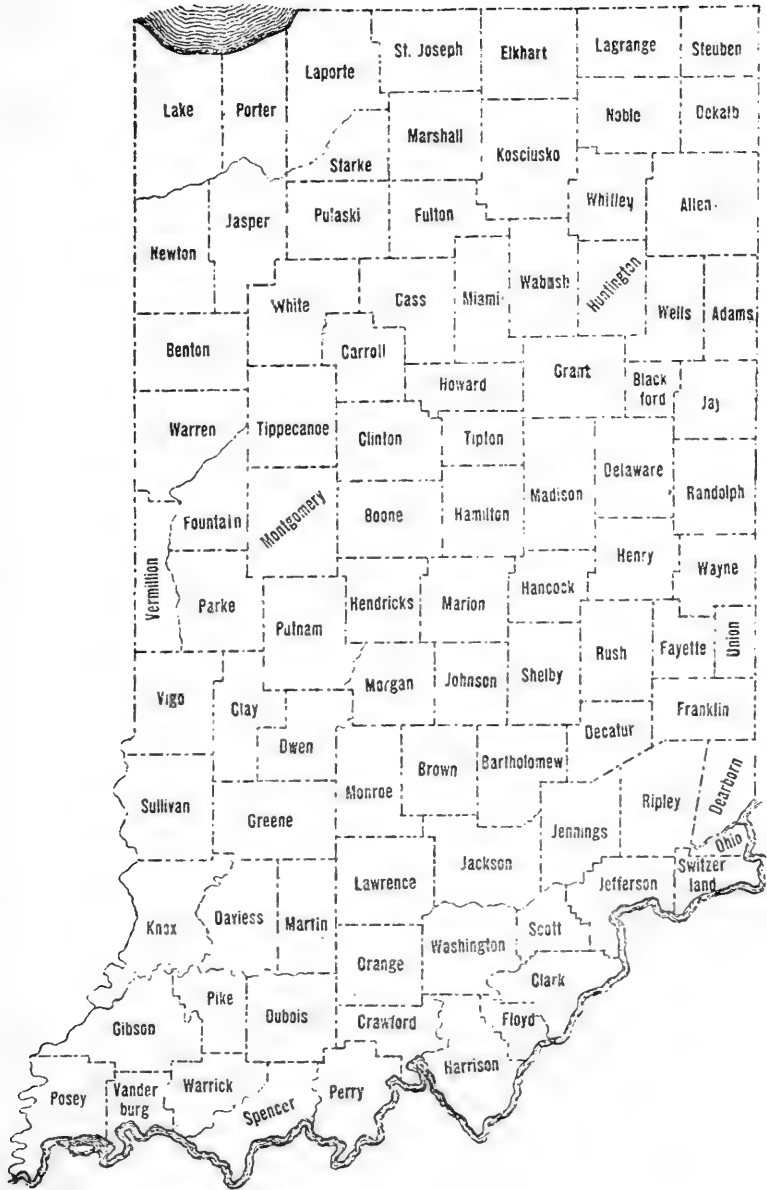 St. Joseph
Elkhart
Lagrange
Steuben
Laporte
Lake
Porter
Noble
Dekalb
Marshall
Kosciusko
Starke
Whitley
Allen
Jasper
Pulaski
Fulton
Newton
Wabash
Huntington
White
Cass
Miami
Wells
Adams
Benton
Carroll
Grant
Howard
Black
ford
Jay
Warren
Tippecanoe
Clinton
Tipton
Delaware
Madison
Randolph
Fountain
Montgomery
Boone
Hamilton
Vermillion
Henry
Wayne
Parke
Hendricks
Marion
Hancock
Putnam
Rush
Fayette
Union
Vigo
Clay
Morgan
Johnson
Shelby
Franklin
Owen
Decatur
Brown
Bartholomew
Monroe
Sullivan
Greene
Ripley
Dearborn
Jennings
Ohio
Jackson
Lawrence
Jefferson
Switzer
land
Knox
Daviess
Martin
Scott
Washington
Orange
Clark
Pike
Dubois
Gibson
Crawford
Floyd
Harrison
Posey
Vander
burg
Warrick
Spencer
Perry